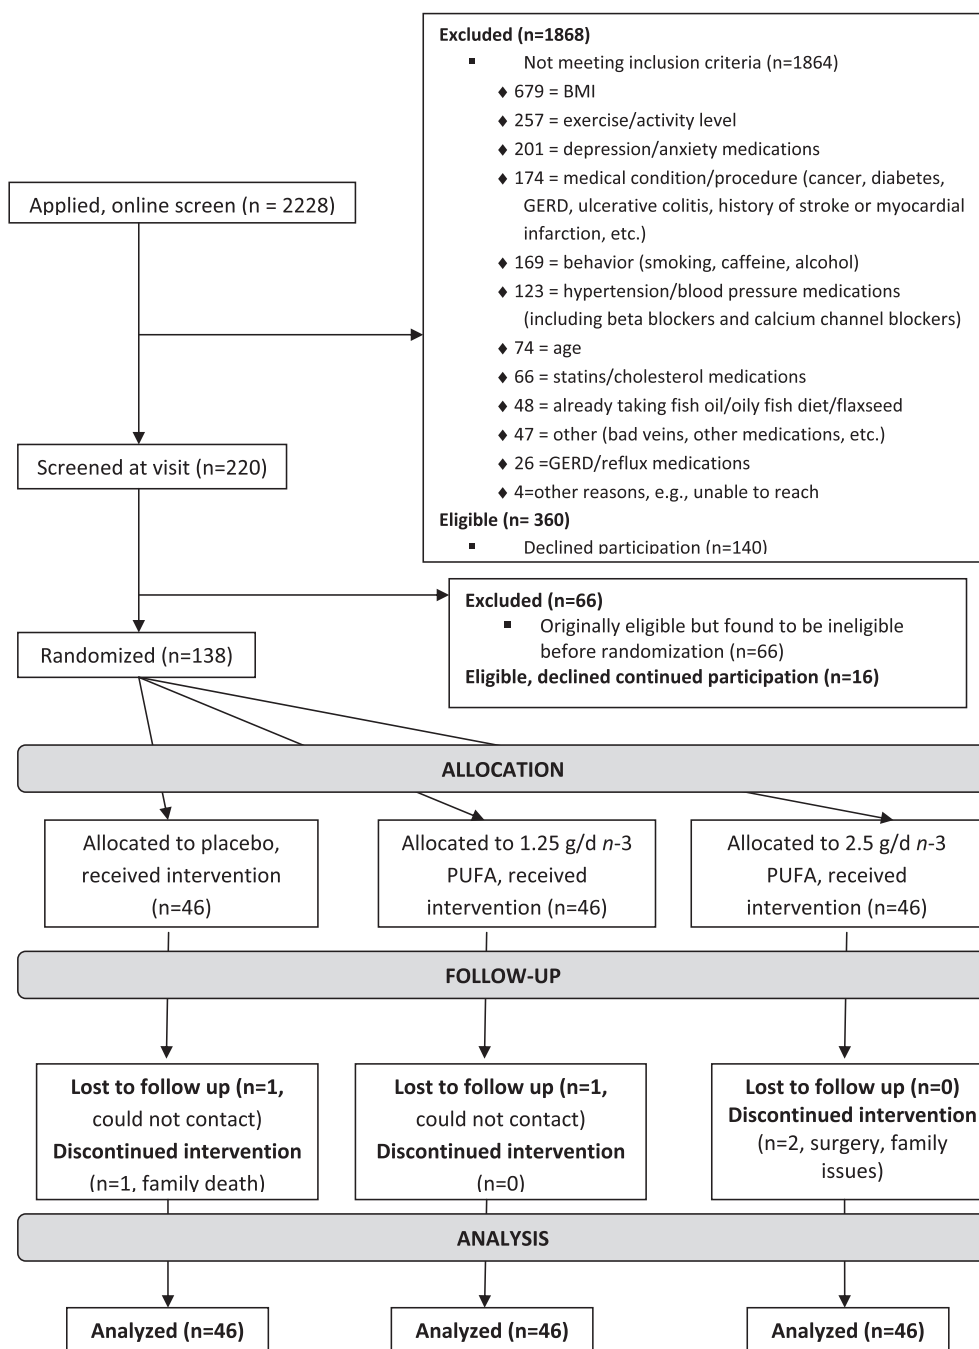 Excluded (n=1868)
▪ Not meeting inclusion criteria (n=1864)
♦ 679 = BMI
♦ 257 = exercise/activity level
♦ 201 = depression/anxiety medications
♦ 174 = medical condition/procedure (cancer, diabetes,
GERD, ulcerative colitis, history of stroke or myocardial
infarction, etc.)
♦ 169 = behavior (smoking, caffeine, alcohol)
♦ 123 = hypertension/blood pressure medications
(including beta blockers and calcium channel blockers)
♦ 74 = age
♦ 66 = statins/cholesterol medications
♦ 48 = already taking fish oil/oily fish diet/flaxseed
♦ 47 = other (bad veins, other medications, etc.)
♦ 26 =GERD/reflux medications
♦ 4=other reasons, e.g., unable to reach
Eligible (n= 360)
▪ Declined participation (n=140)
Applied, online screen (n = 2228)
Screened at visit (n=220)
Excluded (n=66)
▪ Originally eligible but found to be ineligible
before randomization (n=66)
Eligible, declined continued participation (n=16)
Randomized (n=138)
ALLOCATION
Allocated to placebo,
received intervention
(n=46)
Allocated to 1.25 g/d n-3
PUFA, received
intervention (n=46)
Allocated to 2.5 g/d n-3
PUFA, received
intervention (n=46)
FOLLOW-UP
Lost to follow up (n=1,
could not contact)
Discontinued intervention
(n=1, family death)
Lost to follow up (n=1,
could not contact)
Discontinued intervention
(n=0)
Lost to follow up (n=0)
Discontinued intervention
(n=2, surgery, family
issues)
ANALYSIS
Analyzed (n=46)
Analyzed (n=46)
Analyzed (n=46)